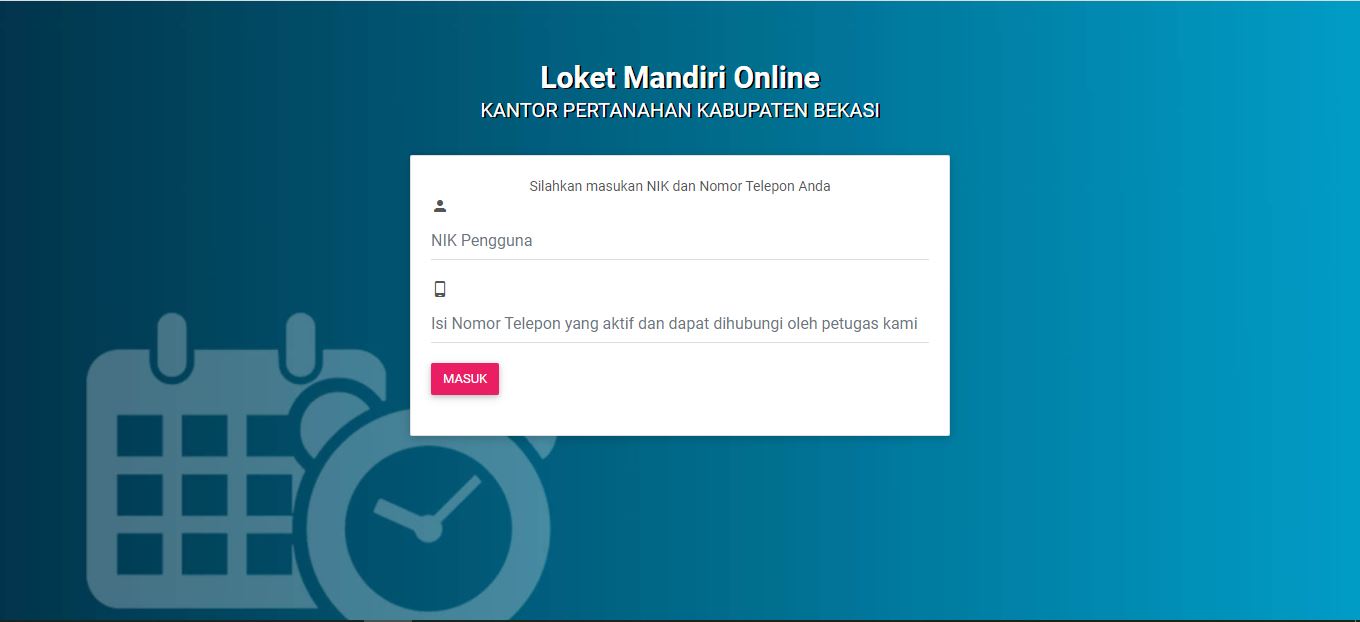 Loket Mandiri Online
KANTOR PERTANAHAN KABUPATEN BEKASI
Silahkan masukan NIK dan Nomor Telepon Anda
NIK Pengguna
Isi Nomor Telepon yang aktif dan dapat dihubungi oleh petugas kami
MASUK